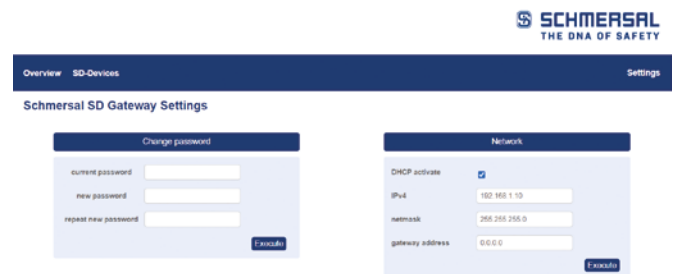 SCHMERSAL
THE DNA OF SAFETY
Overview SD-Devices Settings
Schmersal SD Gateway Settings
Change password
current password
new password
repeat new password
Execute
Network
DHCP activate
IPv4 192.168.1.10
netmask 255.255.255.0
gateway address 0.0.0.0
Execute